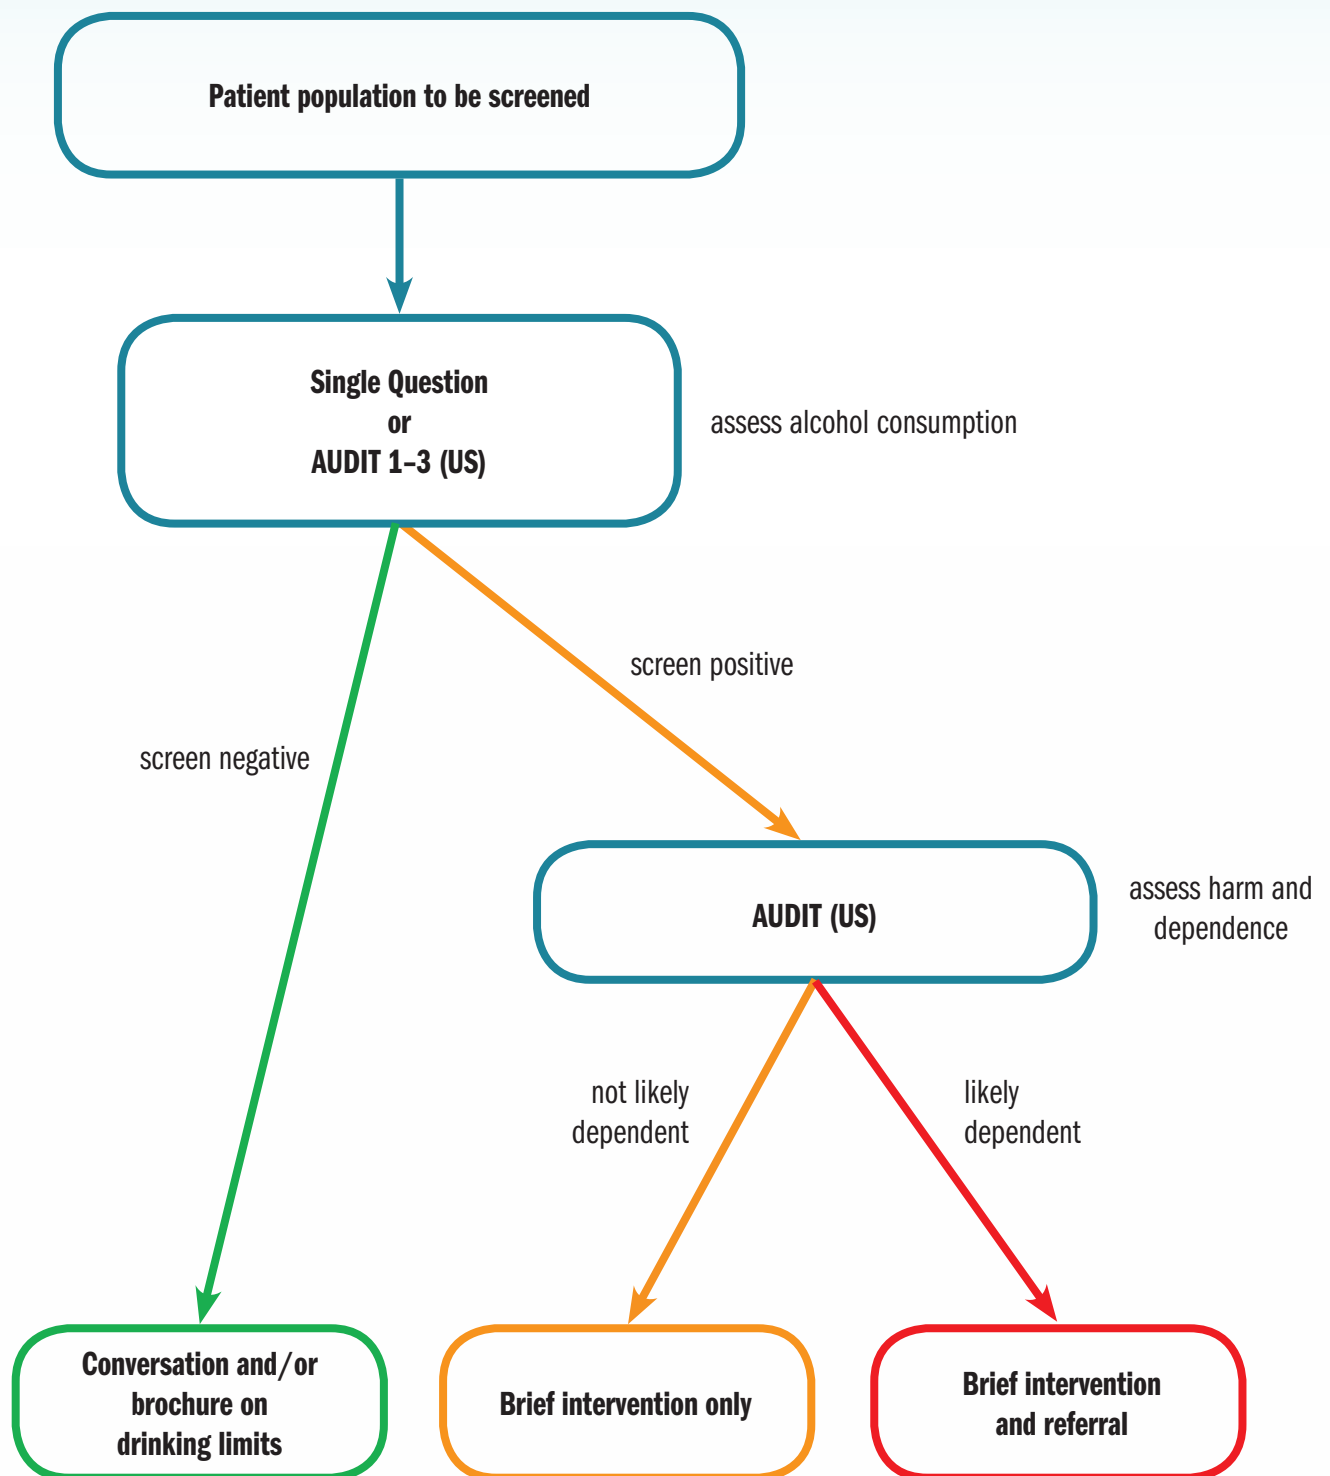 Patient population to be screened
Single Question
or
AUDIT 1–3 (US)
assess alcohol consumption
screen positive
screen negative
AUDIT (US)
assess harm and
dependence
not likely
dependent
likely
dependent
Conversation and/or
brochure on
drinking limits
Brief intervention only
Brief intervention
and referral